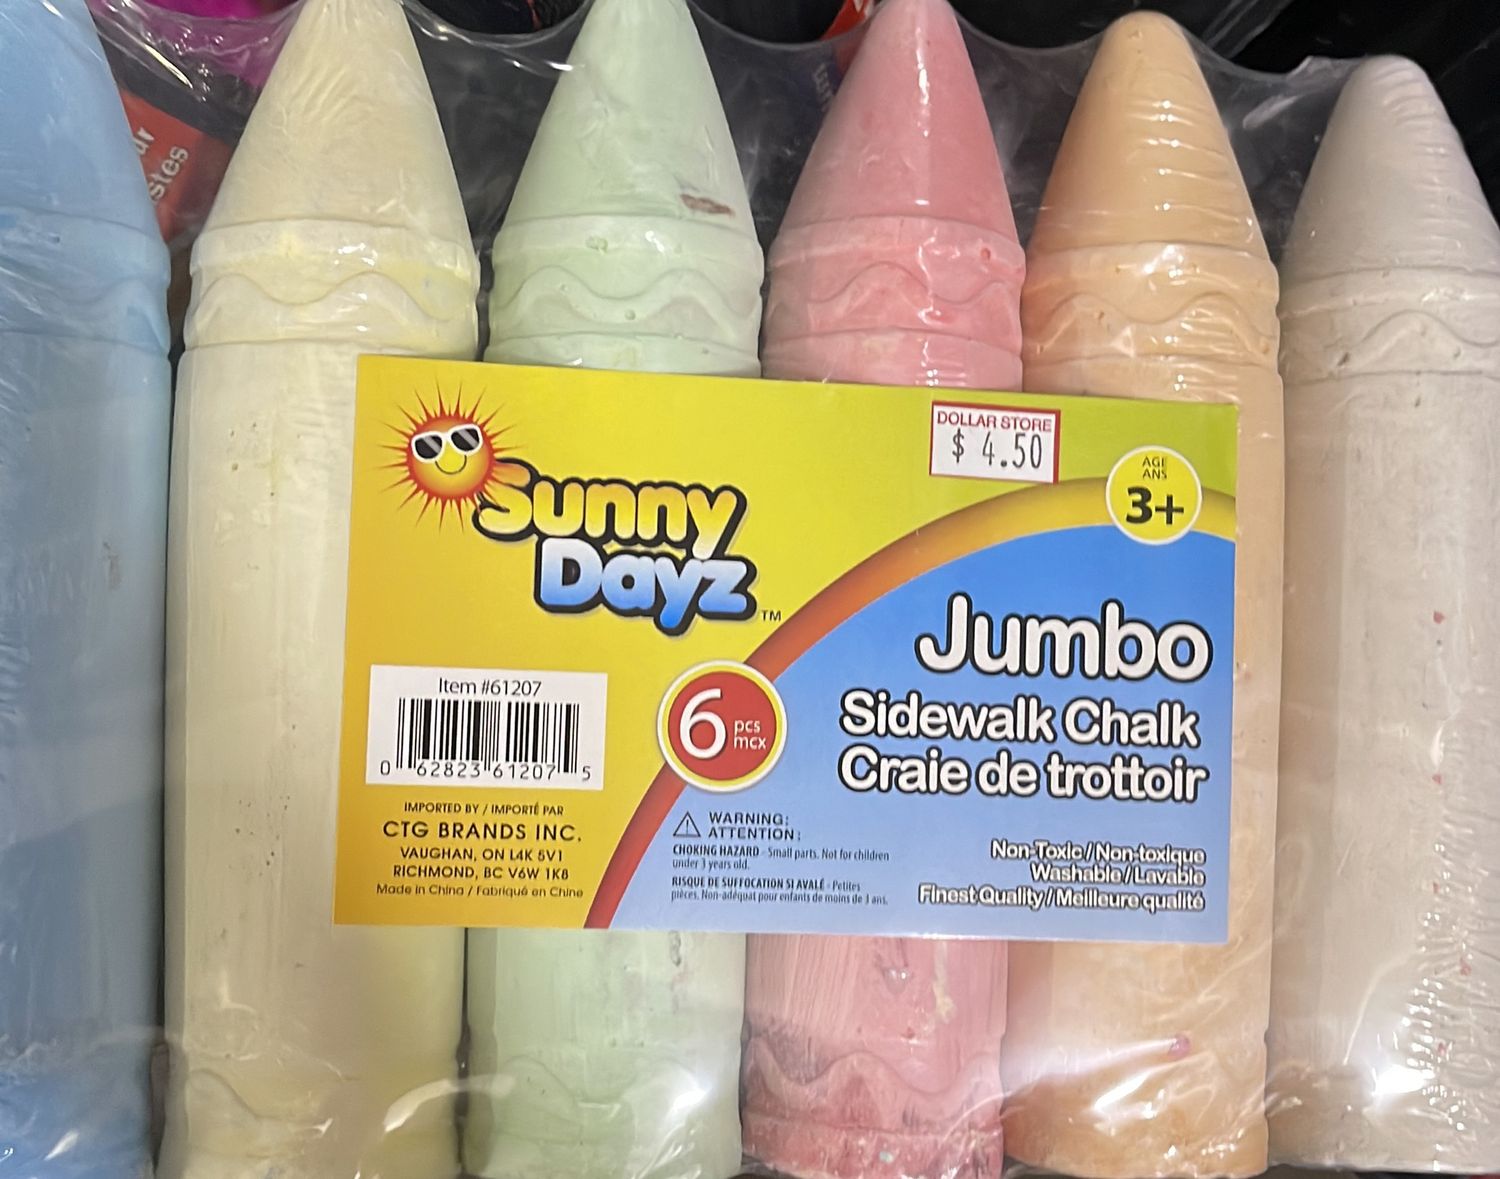 DOLLAR STORE
$ 4.50
AGE
ANS
3+
Sunny
Dayz™
Jumbo
Sidewalk Chalk
Craie de trottoir
6 pcs
mcx
Item #61207
0 62823 61207 5
IMPORTED BY / IMPORTÉ PAR
CTG BRANDS INC.
VAUGHAN, ON L4K 5V1
RICHMOND, BC V6W 1K8
Made in China / Fabriqué en Chine
WARNING:
ATTENTION:
CHOKING HAZARD - Small parts. Not for children
under 3 years old.
RISQUE DE SUFFOCATION SI AVALÉ - Petites
pièces. Non-adéquat pour enfants de moins de 3 ans.
Non-Toxic / Non-toxique
Washable / Lavable
Finest Quality / Meilleure qualité